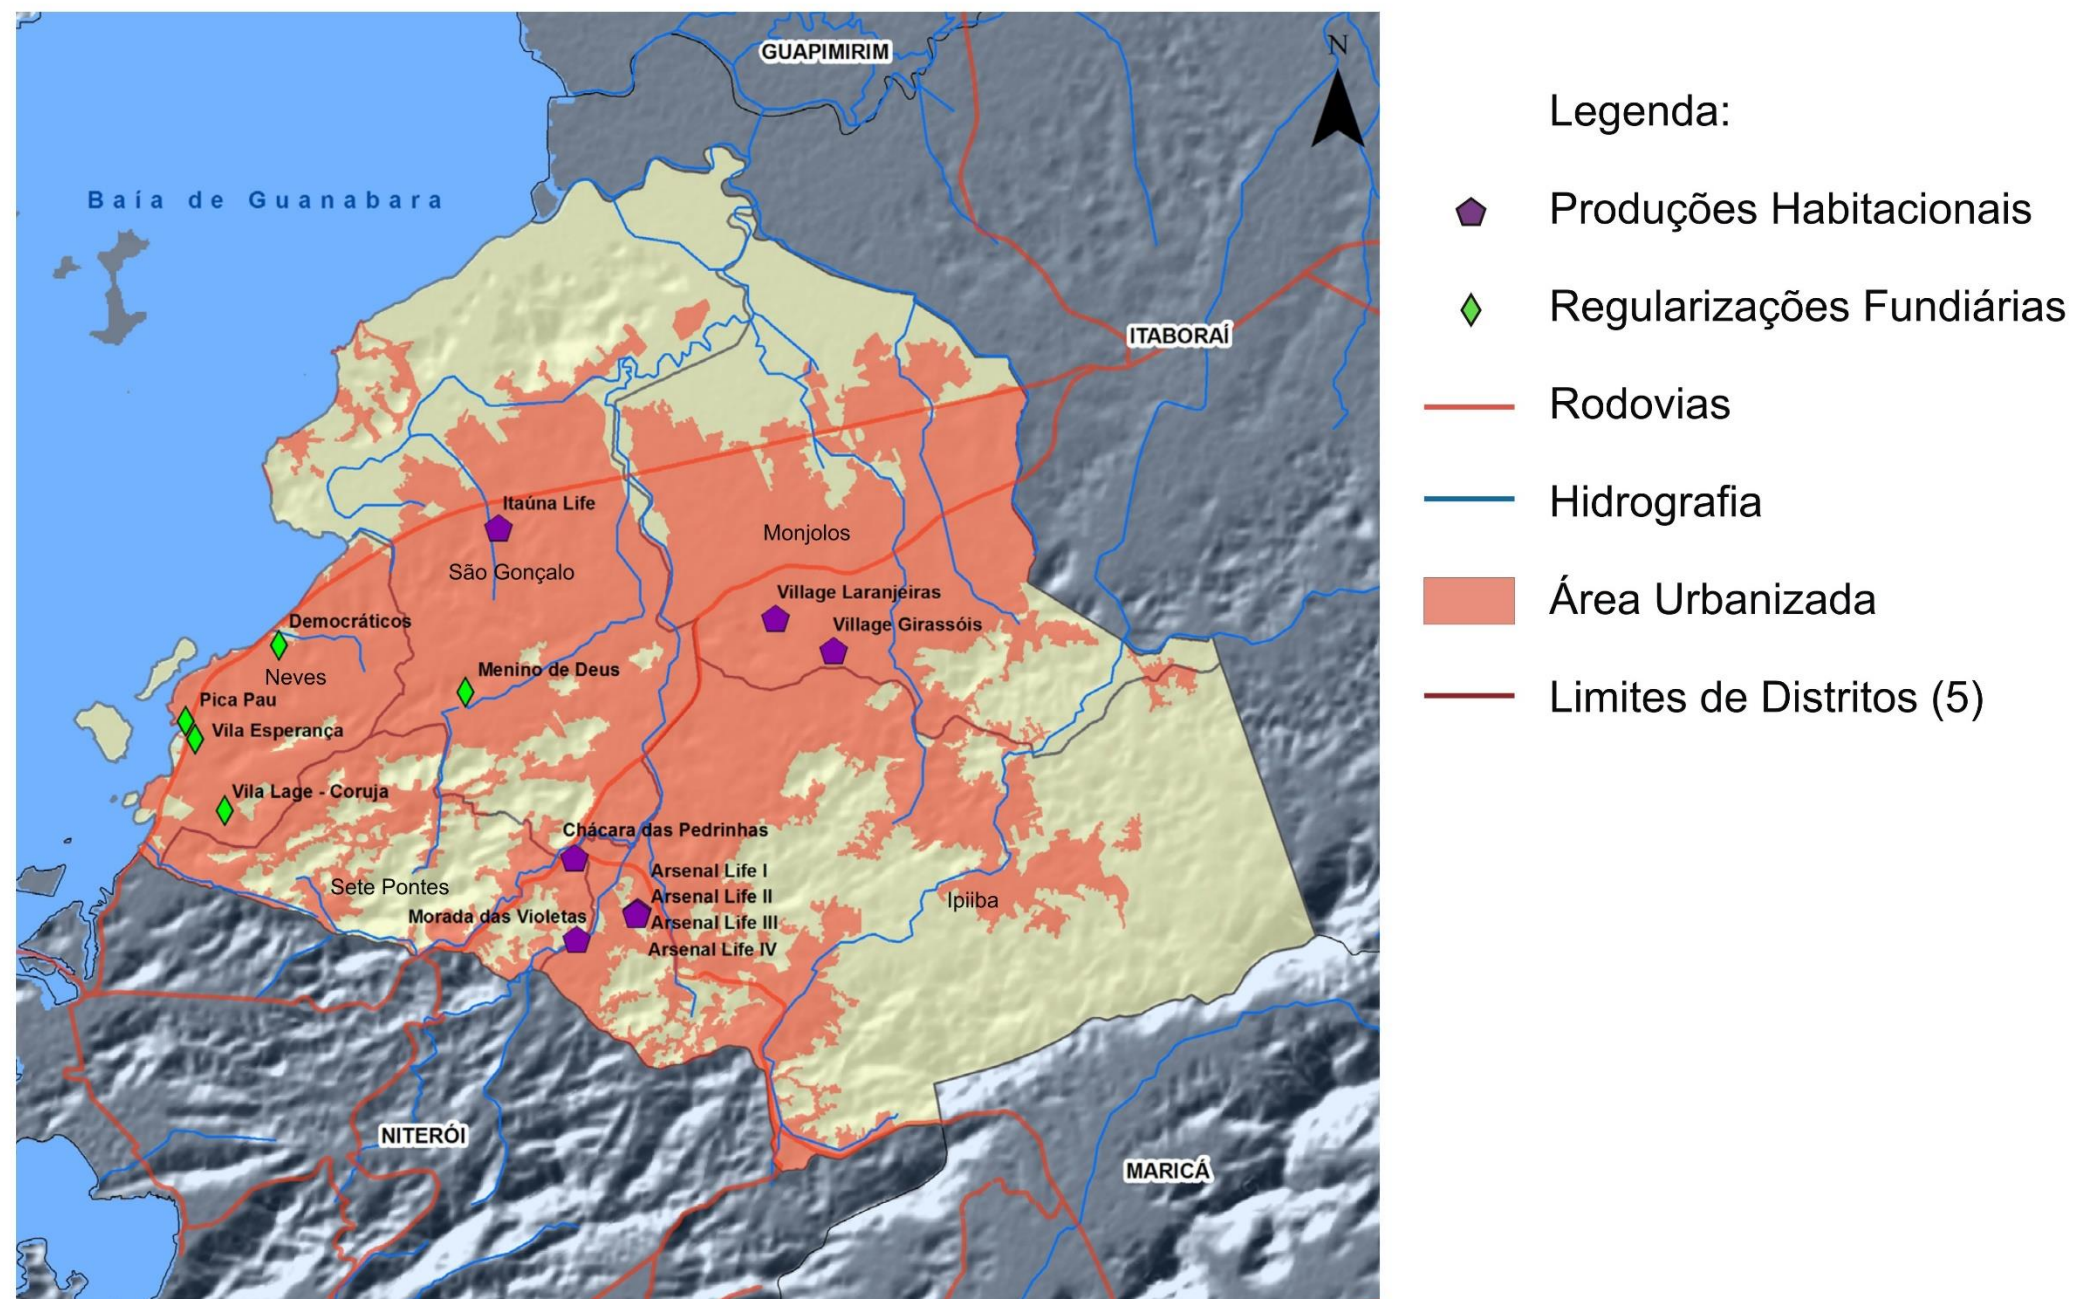 GUAPIMIRIM
N
Baía de Guanabara
ITABORAÍ
Itaúna Life
Monjolos
São Gonçalo
Village Laranjeiras
Democráticos
Village Girassóis
Menino de Deus
Neves
Pica Pau
Vila Esperança
Vila Lage - Coruja
Chácara das Pedrinhas
Arsenal Life I
Sete Pontes
Arsenal Life II
Ipiiba
Morada das Violetas
Arsenal Life III
Arsenal Life IV
NITERÓI
MARICÁ
Legenda:
Produções Habitacionais
Regularizações Fundiárias
Rodovias
Hidrografia
Área Urbanizada
Limites de Distritos (5)